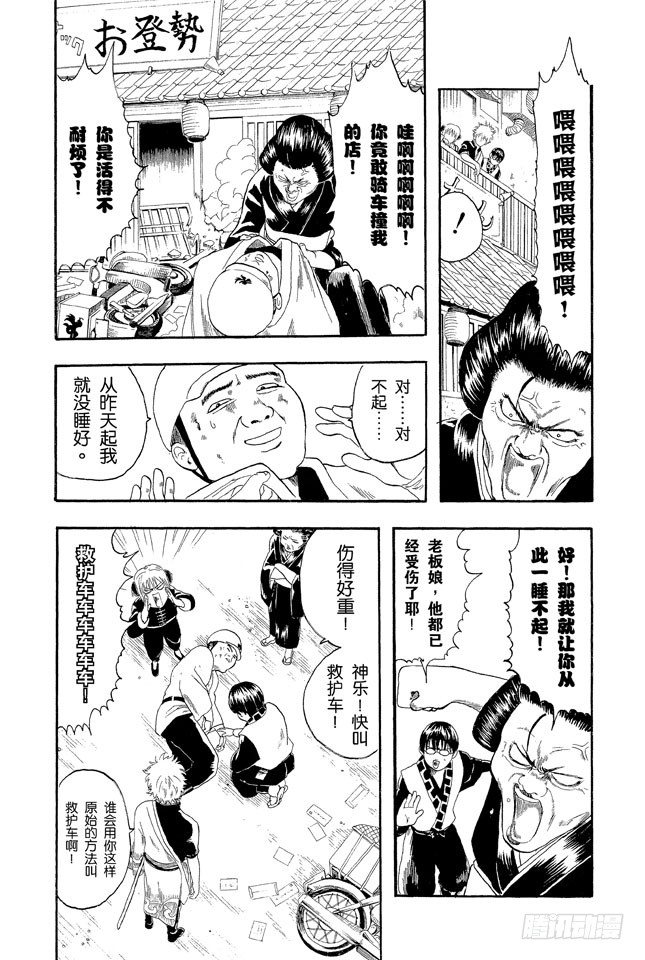 喂喂喂喂喂喂喂喂！
！
お登勢
哇啊啊啊啊啊！
你竟敢骑车撞我
的店！
你是活得不
耐烦了！
对……对
不起……
从昨天起我
就没睡好。
好！那我就让你从
此一睡不起！
老板娘，他都已
经受伤了耶！
伤得好重！
神乐！快叫
救护车！
救护车车车车车车车！
谁会用你这样
原始的方法叫
救护车啊！
腾讯动漫